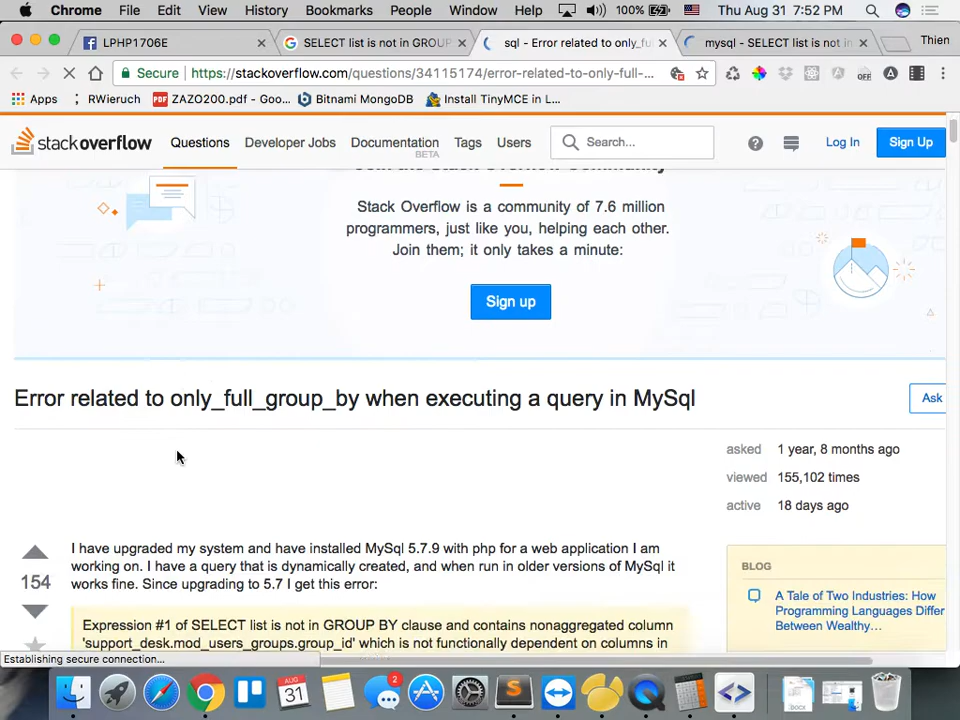 Chrome File Edit View History Bookmarks People Window Help 100% Thu Aug 31 7:52 PM
LPHP1706E
SELECT list is not in GROUP
sql - Error related to only_fu
mysql - SELECT list is not in
Thien
Secure https://stackoverflow.com/questions/34115174/error-related-to-only-full-...
OFF
Apps RWieruch PDF ZAZO200.pdf - Goo... Bitnami MongoDB Install TinyMCE in L...
stackoverflow Questions Developer Jobs Documentation Tags Users Search... Log In Sign Up
BETA
Join the Stack Overflow Community
Stack Overflow is a community of 7.6 million
programmers, just like you, helping each other.
Join them; it only takes a minute:
Sign up
Error related to only_full_group_by when executing a query in MySql
Ask
asked 1 year, 8 months ago
viewed 155,102 times
active 18 days ago
154
I have upgraded my system and have installed MySql 5.7.9 with php for a web application I am
working on. I have a query that is dynamically created, and when run in older versions of MySql it
works fine. Since upgrading to 5.7 I get this error:
Expression #1 of SELECT list is not in GROUP BY clause and contains nonaggregated column
'support_desk.mod_users_groups.group_id' which is not functionally dependent on columns in
BLOG
A Tale of Two Industries: How
Programming Languages Differ
Between Wealthy...
Establishing secure connection...
AUG
31
2
DOCX